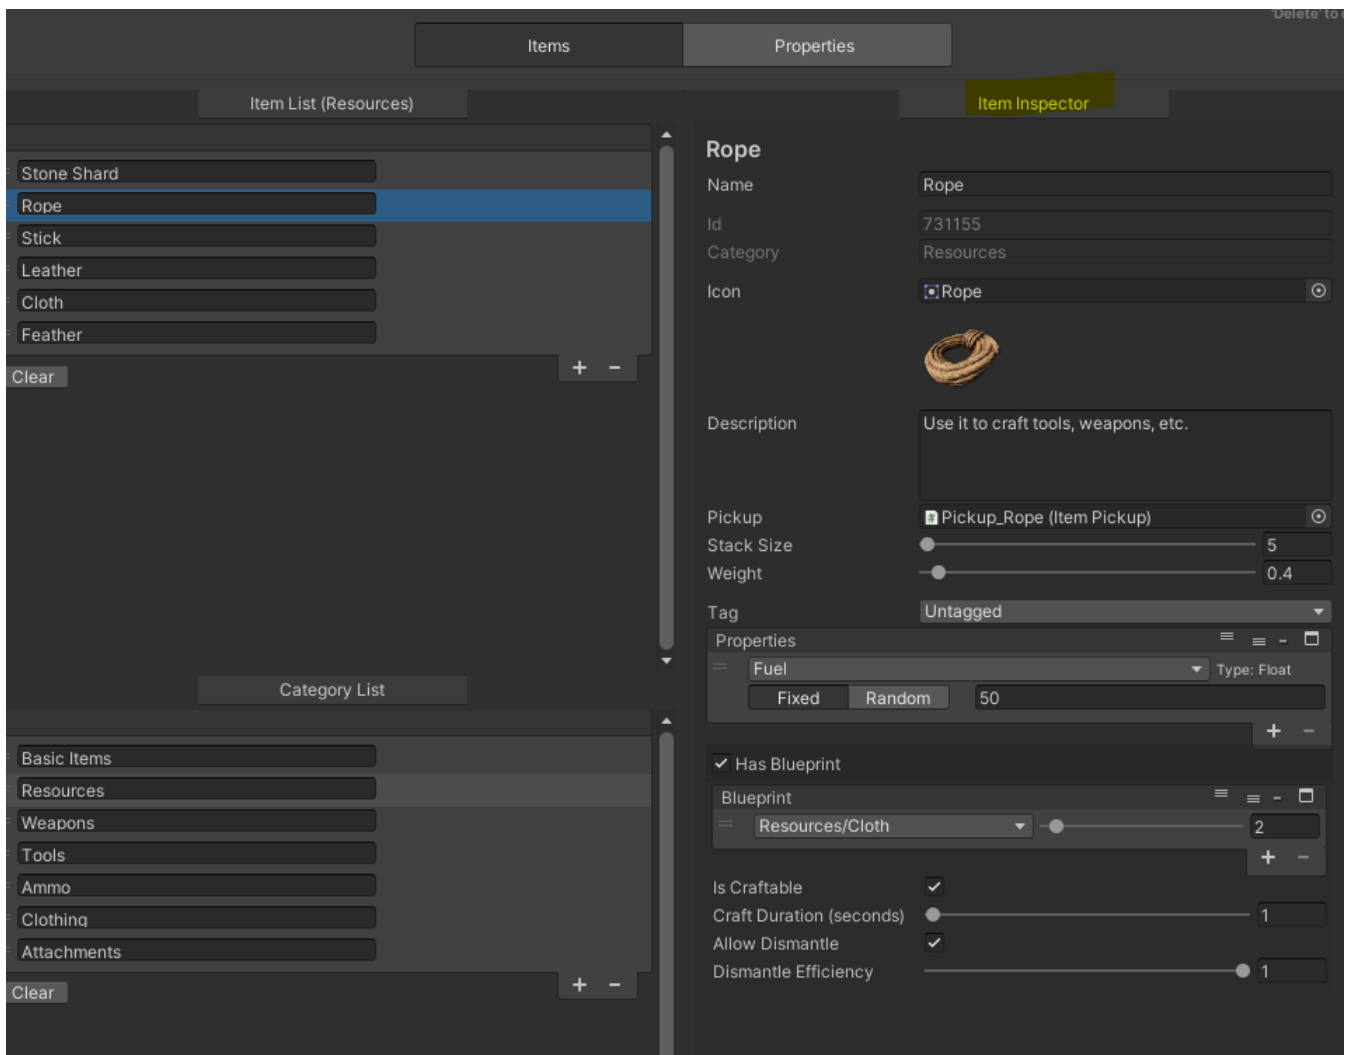 'Delete' to
Items
Properties
Item List (Resources)
Stone Shard
Rope
Stick
Leather
Cloth
Feather
+ -
Clear
Category List
Basic Items
Resources
Weapons
Tools
Ammo
Clothing
Attachments
+ -
Clear
Item Inspector
Rope
Name Rope
Id 731155
Category Resources
Icon Rope
Description Use it to craft tools, weapons, etc.
Pickup Pickup_Rope (Item Pickup)
Stack Size 5
Weight 0.4
Tag Untagged
Properties
Fuel Type: Float
Fixed Random 50
+ -
Has Blueprint
Blueprint
Resources/Cloth 2
+ -
Is Craftable
Craft Duration (seconds) 1
Allow Dismantle
Dismantle Efficiency 1